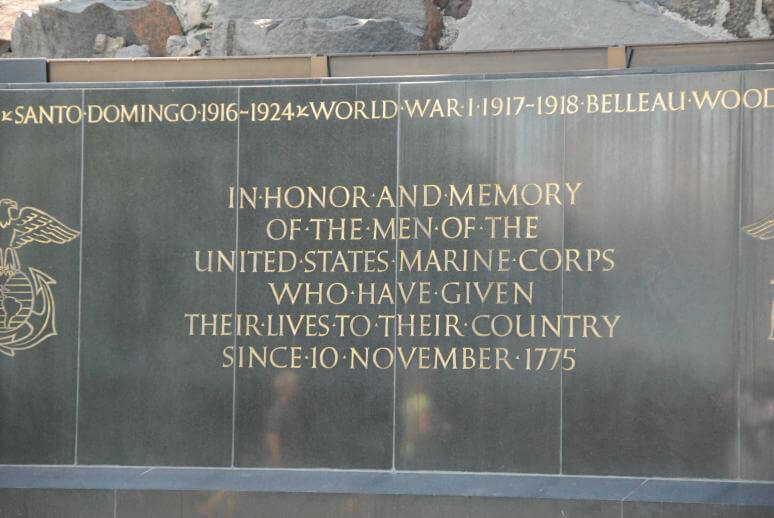 SANTO·DOMINGO·1916~1924 WORLD·WAR·I·1917~1918·BELLEAU·WOOD
IN·HONOR·AND·MEMORY
OF·THE·MEN·OF·THE
UNITED·STATES·MARINE·CORPS
WHO·HAVE·GIVEN
THEIR·LIVES·TO·THEIR·COUNTRY
SINCE·10·NOVEMBER·1775